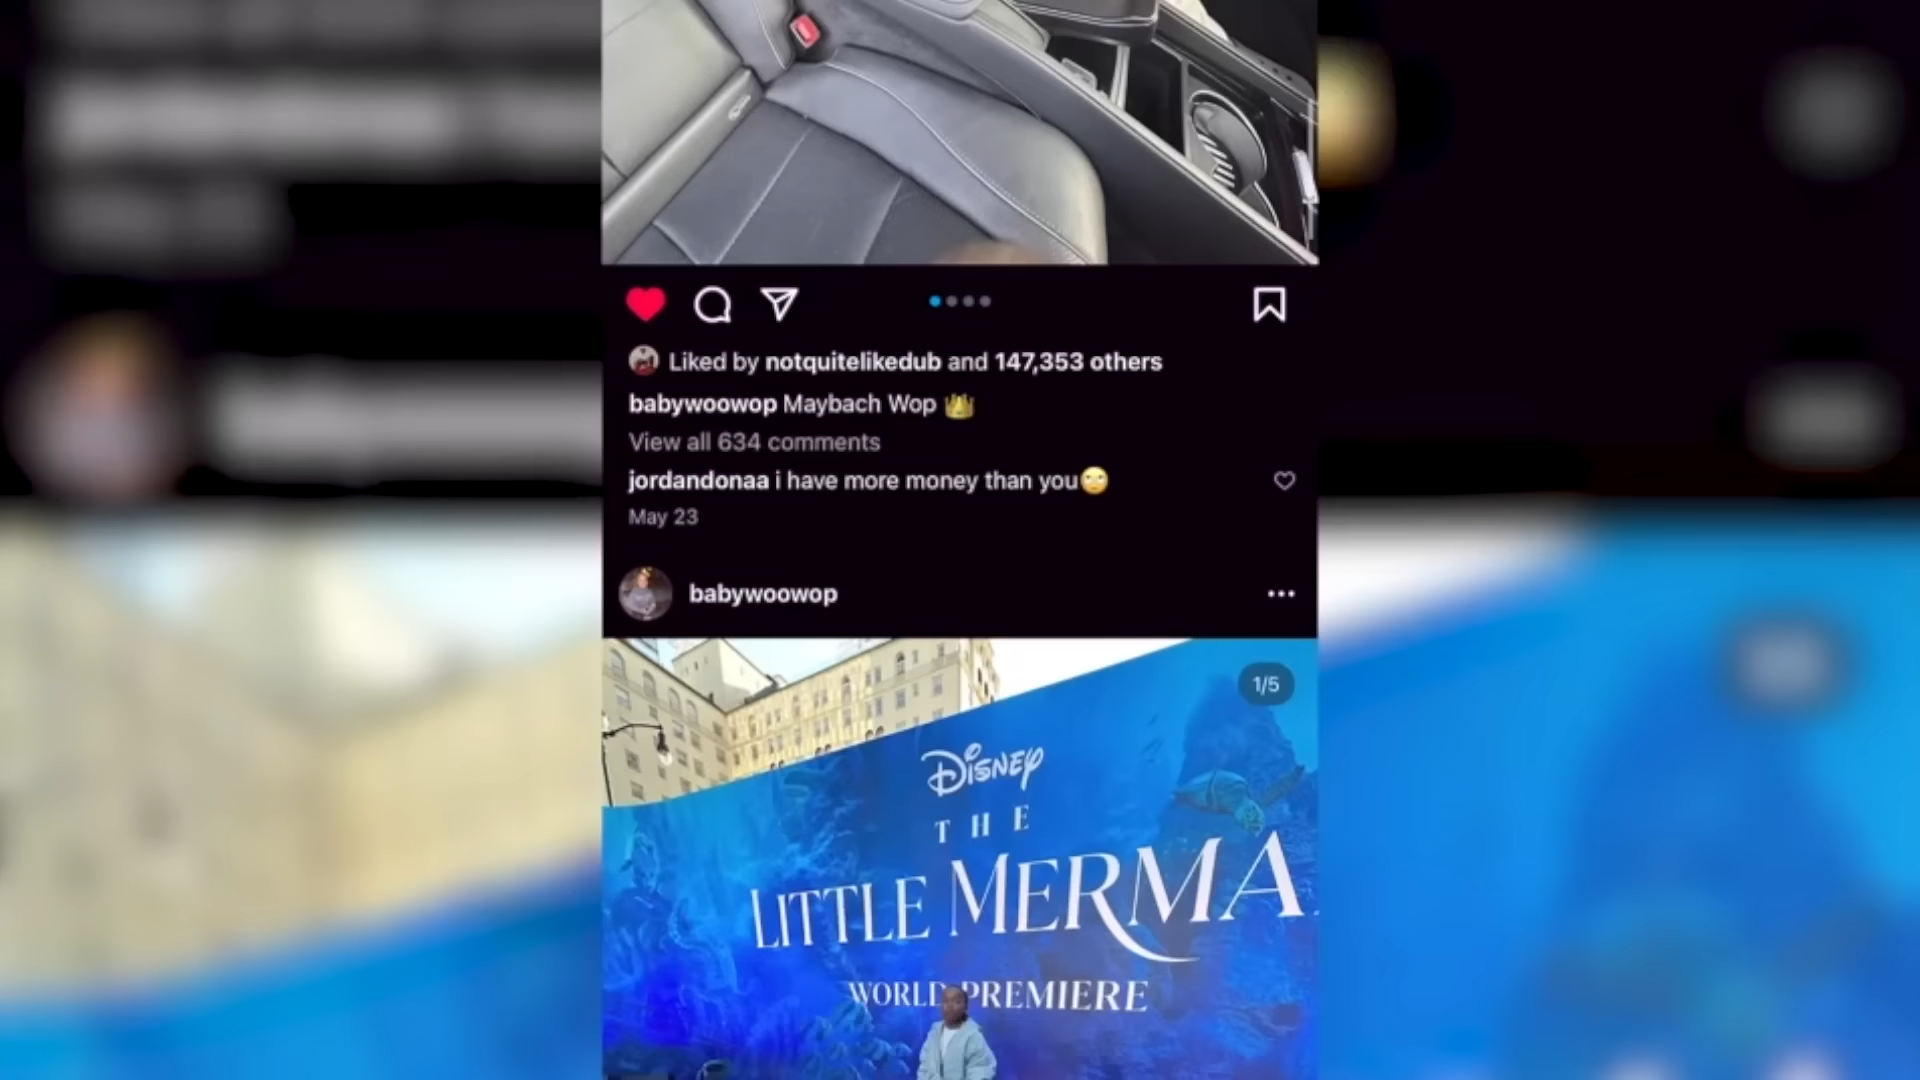 Liked by notquitelikedub and 147,353 others
babywoowop Maybach Wop 👑
View all 634 comments
jordandonaa i have more money than you🙄
May 23
babywoowop
1/5
Disney
THE
LITTLE MERMA
WORLD PREMIERE